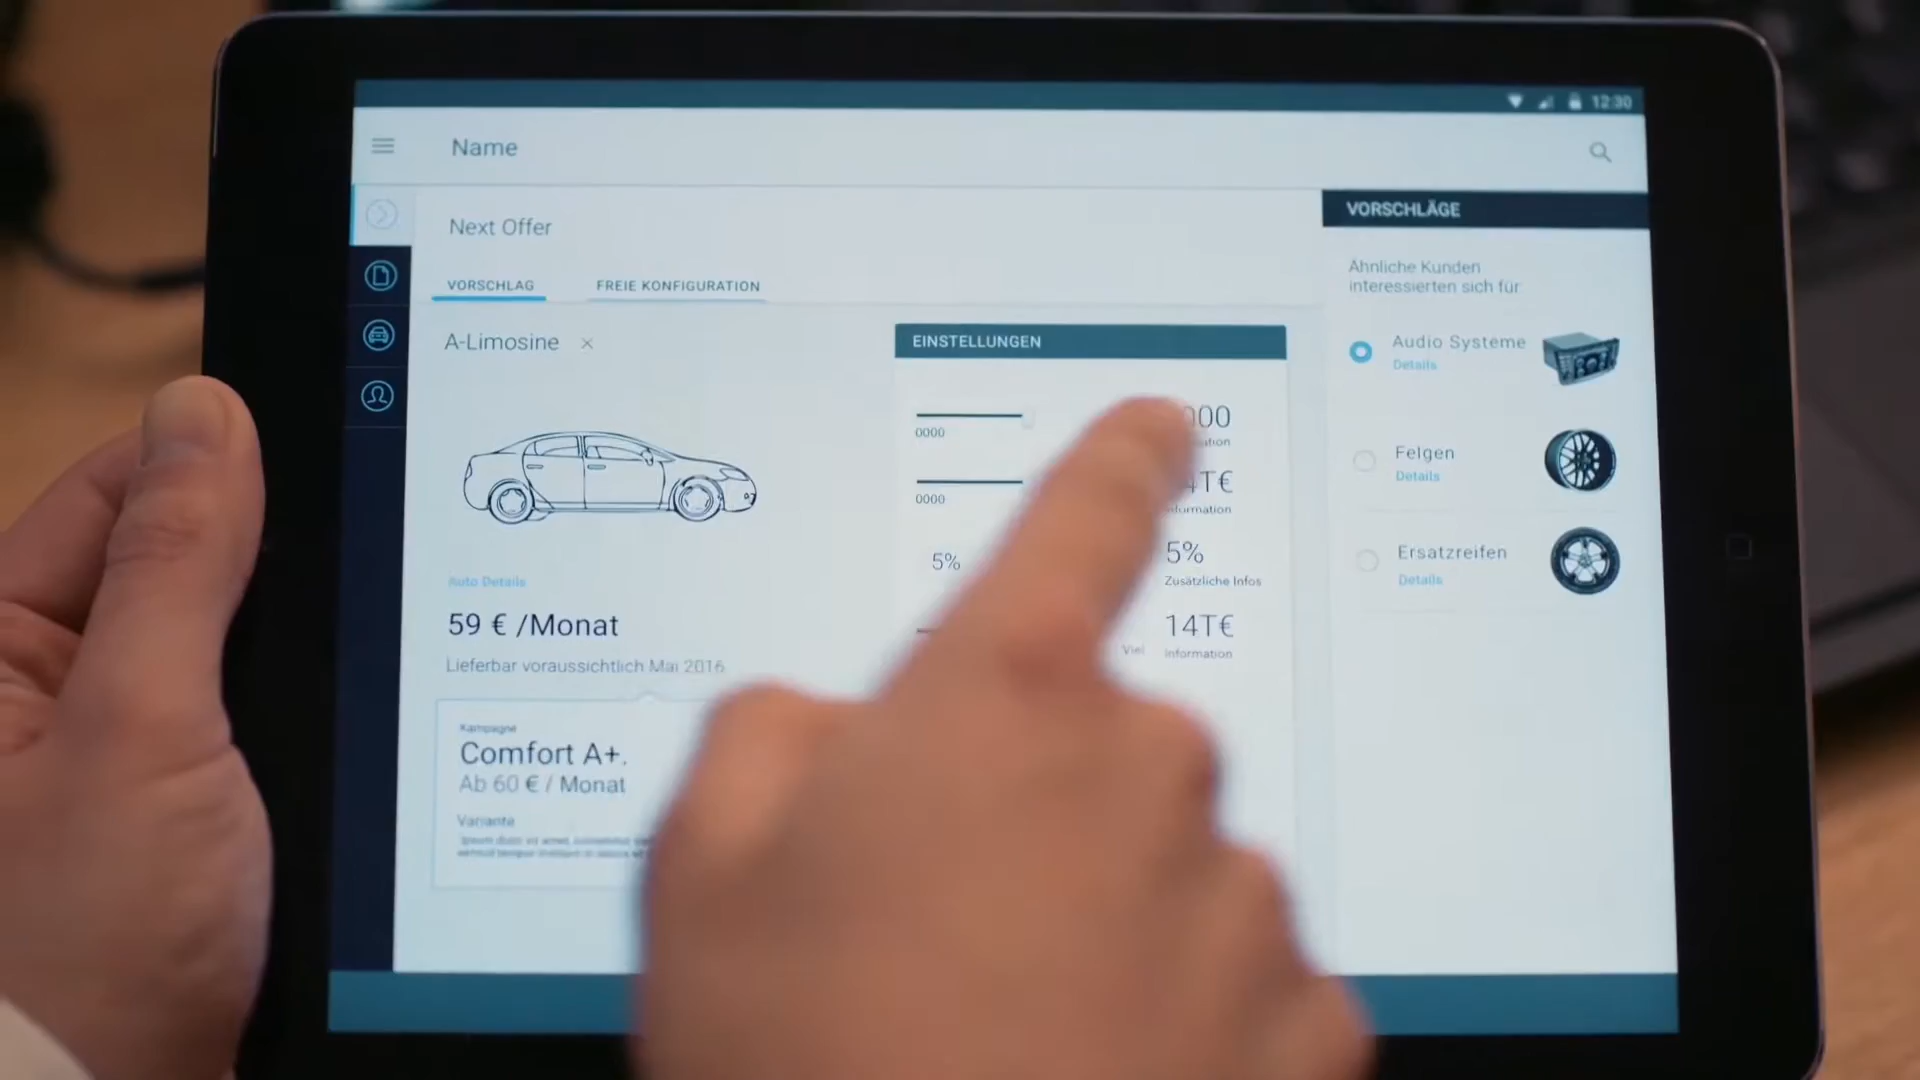 12:30
Name
Next Offer
VORSCHLAG
FREIE KONFIGURATION
A-Limosine
Auto Details
59 € /Monat
Lieferbar voraussichtlich Mai 2016
Kampagne
Comfort A+.
Ab 60 € / Monat
Variante
EINSTELLUNGEN
0000
0000
5%
5%
Zusätzliche Infos
14T€
Viel
Information
VORSCHLÄGE
Ähnliche Kunden
interessierten sich für
Audio Systeme
Details
Felgen
Details
Ersatzreifen
Details